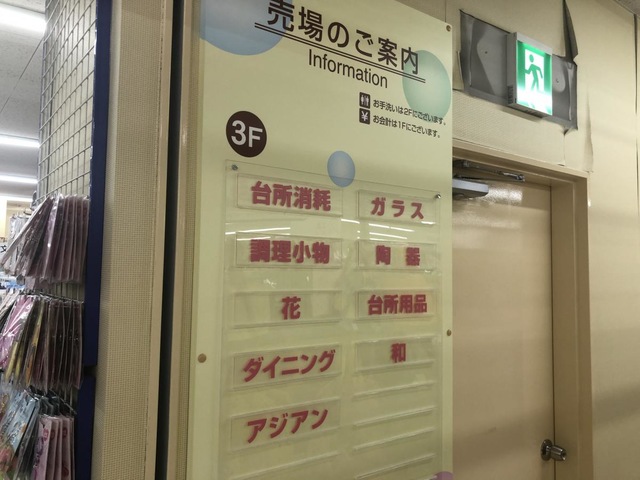 売場のご案内
Information
お手洗いは2Fにございます。
¥ お会計は1Fにございます。
3F
台所消耗
調理小物
花
ダイニング
アジアン
ガラス
陶器
台所用品
和